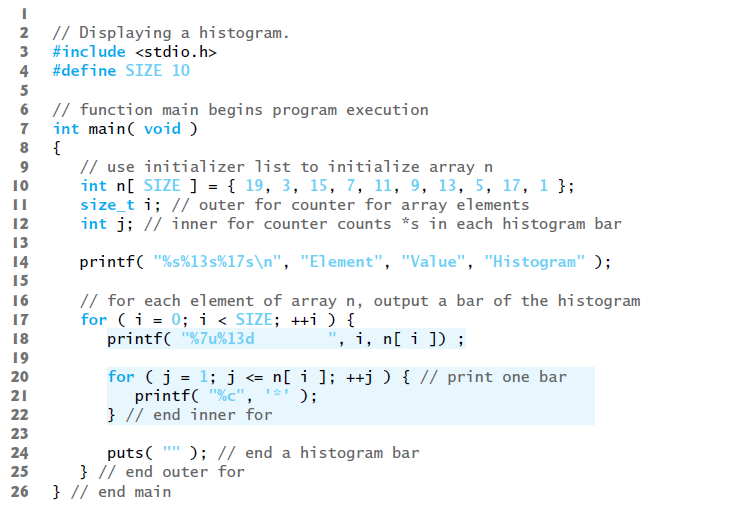 1
2 // Displaying a histogram.
3 #include <stdio.h>
4 #define SIZE 10
5
6 // function main begins program execution
7 int main( void )
8 {
9    // use initializer list to initialize array n
10    int n[ SIZE ] = { 19, 3, 15, 7, 11, 9, 13, 5, 17, 1 };
11    size_t i; // outer for counter for array elements
12    int j; // inner for counter counts *s in each histogram bar
13
14    printf( "%s%13s%17s\n", "Element", "Value", "Histogram" );
15
16    // for each element of array n, output a bar of the histogram
17    for ( i = 0; i < SIZE; ++i ) {
18       printf( "%7u%13d        ", i, n[ i ]) ;
19
20       for ( j = 1; j <= n[ i ]; ++j ) { // print one bar
21          printf( "%c", '*' );
22       } // end inner for
23
24       puts( "" ); // end a histogram bar
25    } // end outer for
26 } // end main